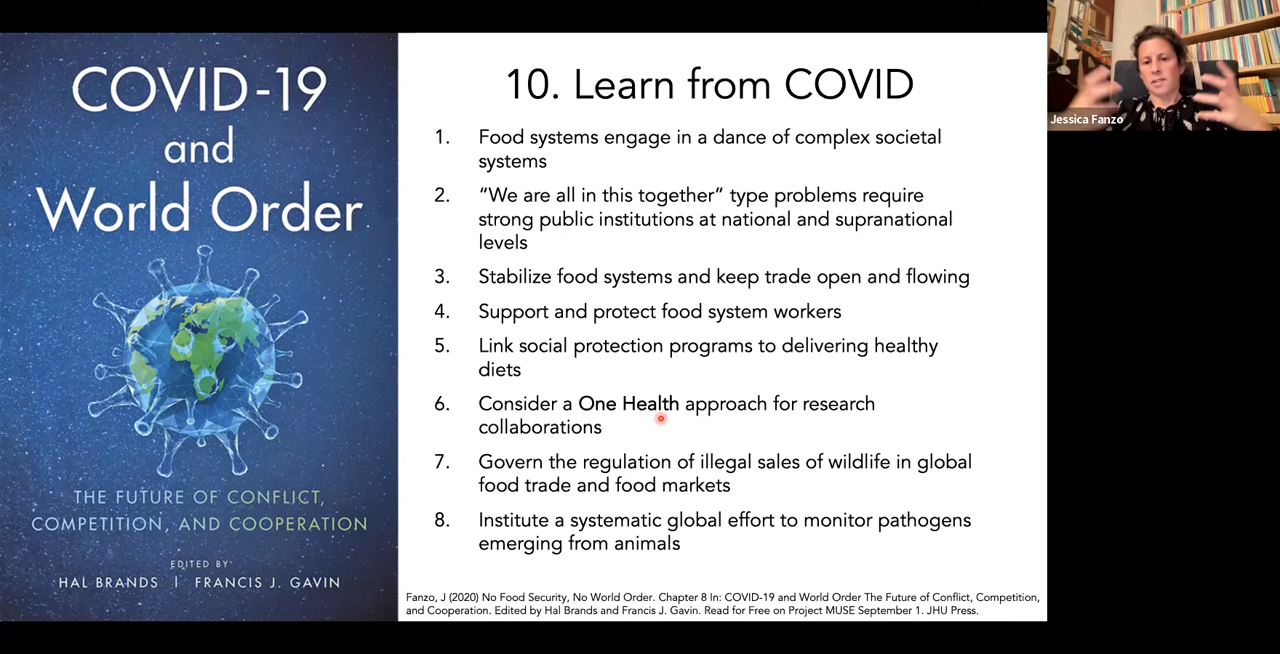 COVID-19
and
World Order
THE FUTURE OF CONFLICT,
COMPETITION, AND COOPERATION
EDITED BY
HAL BRANDS | FRANCIS J. GAVIN
10. Learn from COVID
1. Food systems engage in a dance of complex societal
systems
2. “We are all in this together” type problems require
strong public institutions at national and supranational
levels
3. Stabilize food systems and keep trade open and flowing
4. Support and protect food system workers
5. Link social protection programs to delivering healthy
diets
6. Consider a One Health approach for research
collaborations
7. Govern the regulation of illegal sales of wildlife in global
food trade and food markets
8. Institute a systematic global effort to monitor pathogens
emerging from animals
Fanzo, J (2020) No Food Security, No World Order. Chapter 8 In: COVID-19 and World Order The Future of Conflict, Competition,
and Cooperation. Edited by Hal Brands and Francis J. Gavin. Read for Free on Project MUSE September 1. JHU Press.
Jessica Fanzo